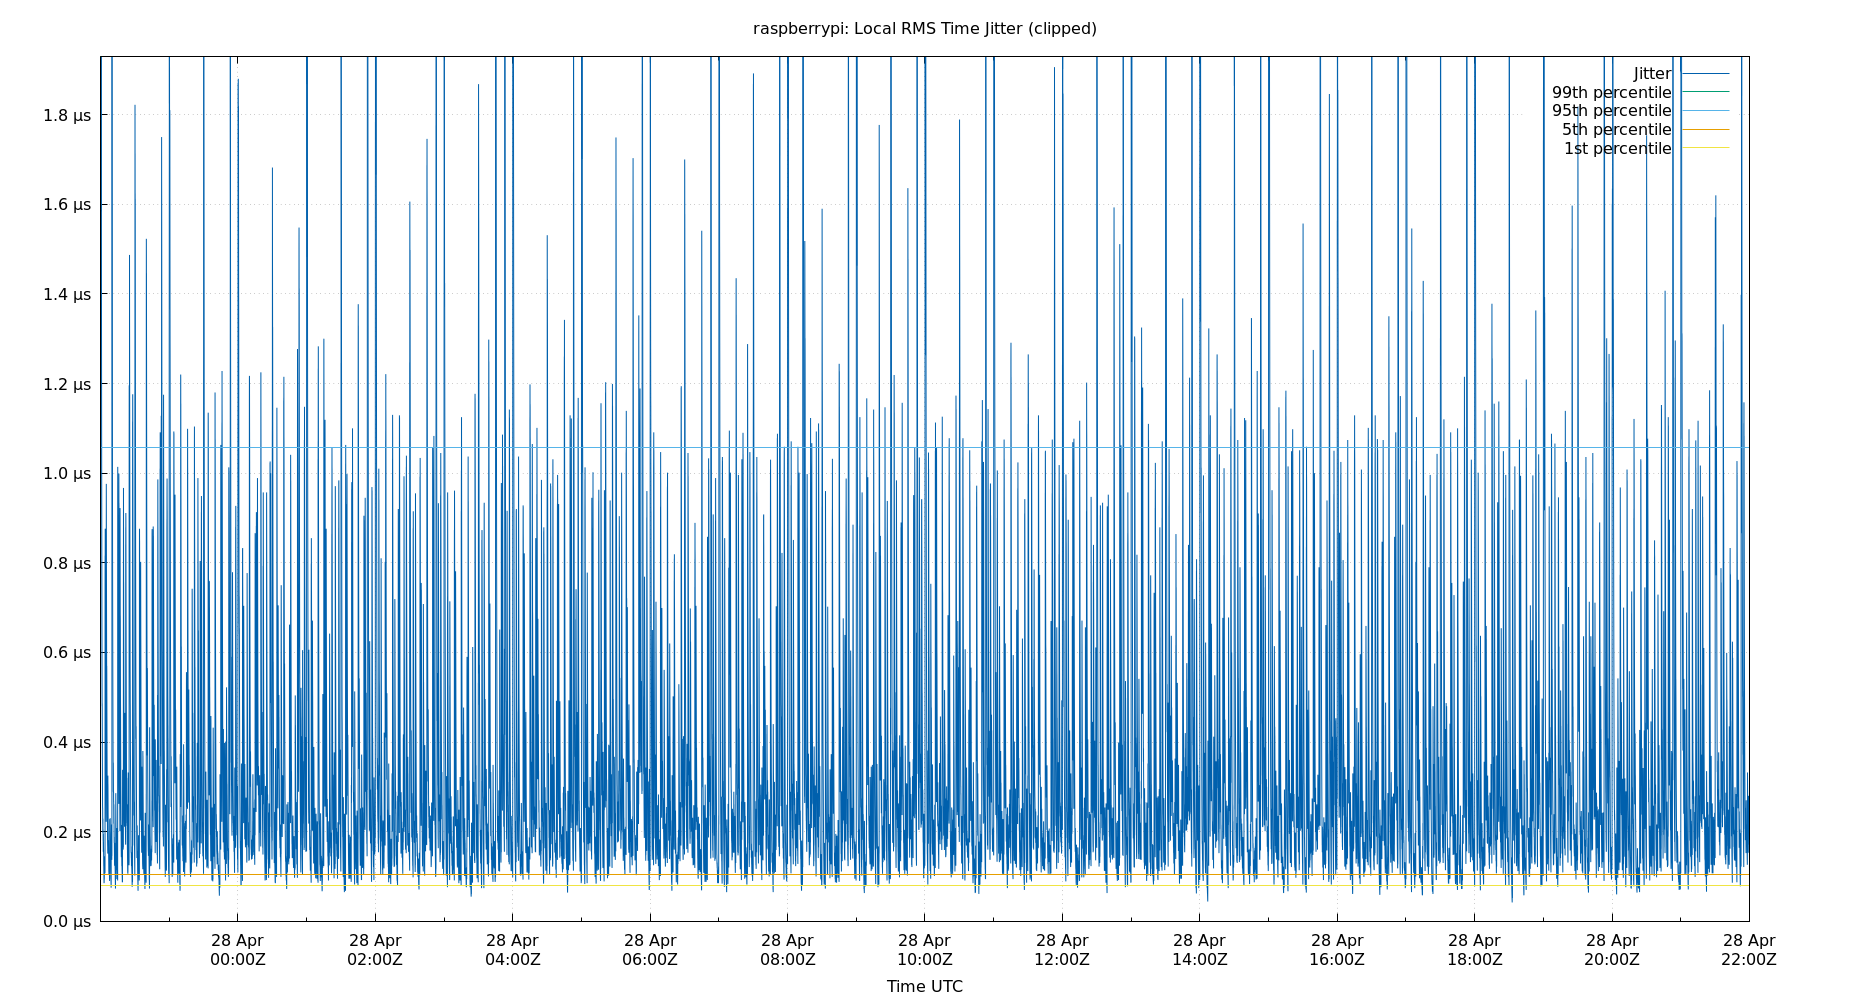 raspberrypi: Local RMS Time Jitter (clipped)
Jitter
99th percentile
95th percentile
5th percentile
1st percentile
1.8 µs
1.6 µs
1.4 µs
1.2 µs
1.0 µs
0.8 µs
0.6 µs
0.4 µs
0.2 µs
0.0 µs
28 Apr 28 Apr 28 Apr 28 Apr 28 Apr 28 Apr 28 Apr 28 Apr 28 Apr 28 Apr 28 Apr 28 Apr
00:00Z 02:00Z 04:00Z 06:00Z 08:00Z 10:00Z 12:00Z 14:00Z 16:00Z 18:00Z 20:00Z 22:00Z
Time UTC